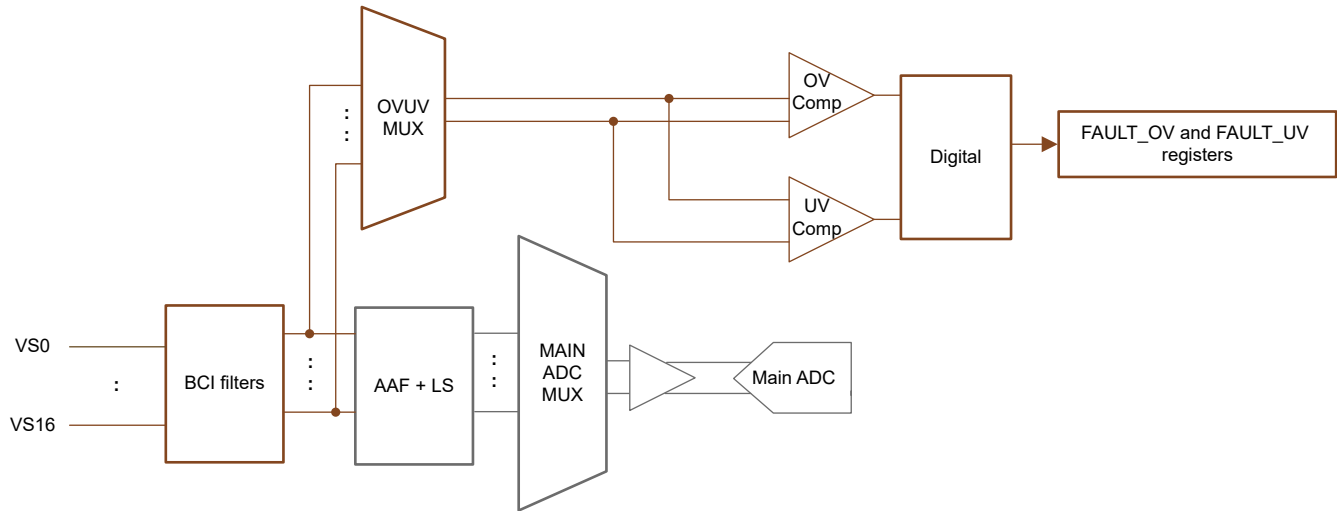 OVUV
MUX
OV
Comp
UV
Comp
Digital
FAULT_OV and FAULT_UV
registers
VS0
:
VS16
BCI filters
AAF + LS
MAIN
ADC
MUX
Main ADC